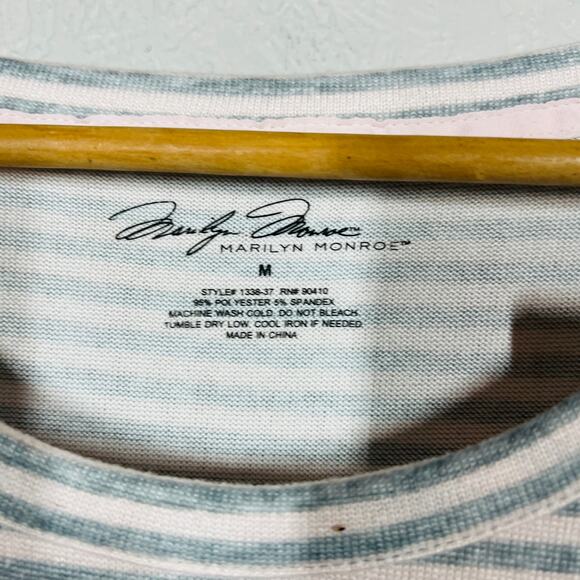 Marilyn Monroe™
MARILYN MONROE™
M
STYLE# 1338-37 RN# 90410
95% POLYESTER 5% SPANDEX
MACHINE WASH COLD. DO NOT BLEACH.
TUMBLE DRY LOW. COOL IRON IF NEEDED.
MADE IN CHINA